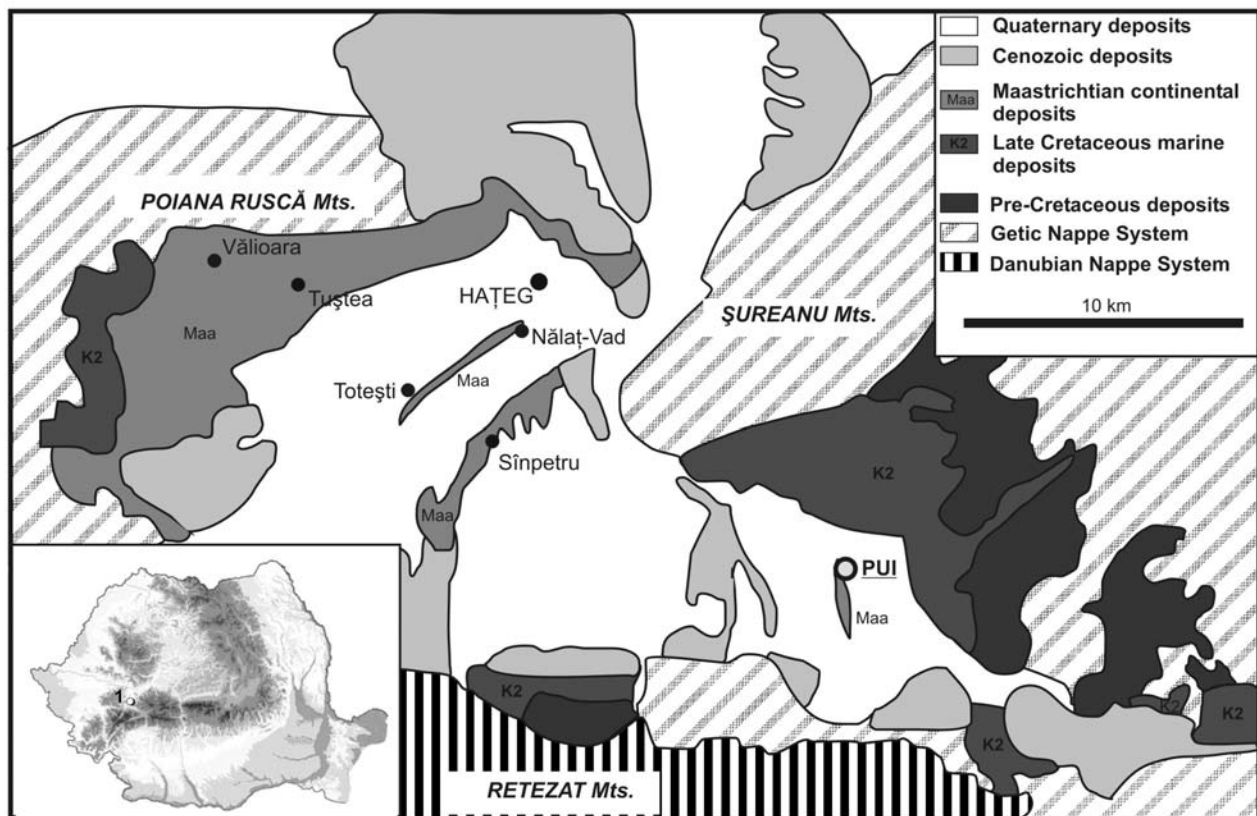 Quaternary deposits
Cenozoic deposits
Maa
Maastrichtian continental
deposits
K2
Late Cretaceous marine
deposits
Pre-Cretaceous deposits
Getic Nappe System
Danubian Nappe System
10 km
POIANA RUSCĂ Mts.
Vălioara
Tuştea
HAȚEG
ŞUREANU Mts.
Maa
K2
Nălaț-Vad
Maa
Toteşti
Sînpetru
K2
Maa
PUI
Maa
K2
K2
K2
K2
1
RETEZAT Mts.